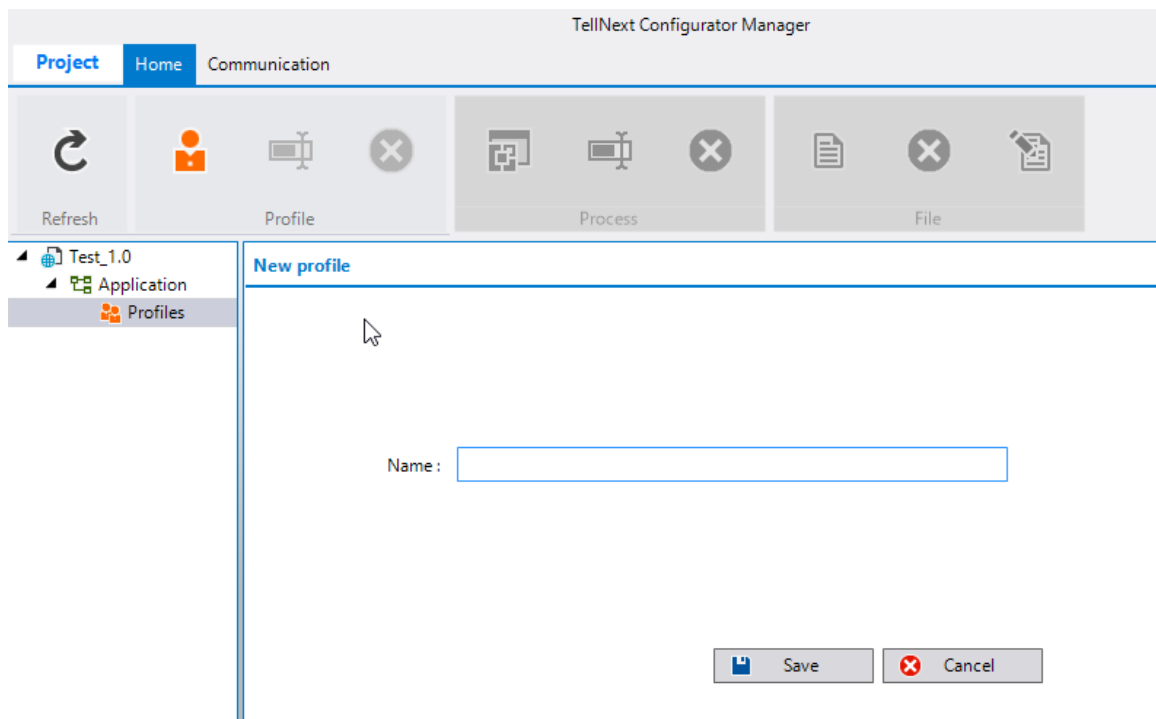 TellNext Configurator Manager
Project Home Communication
Refresh Profile Process File
Test_1.0
Application
Profiles
New profile
Name :
Save Cancel